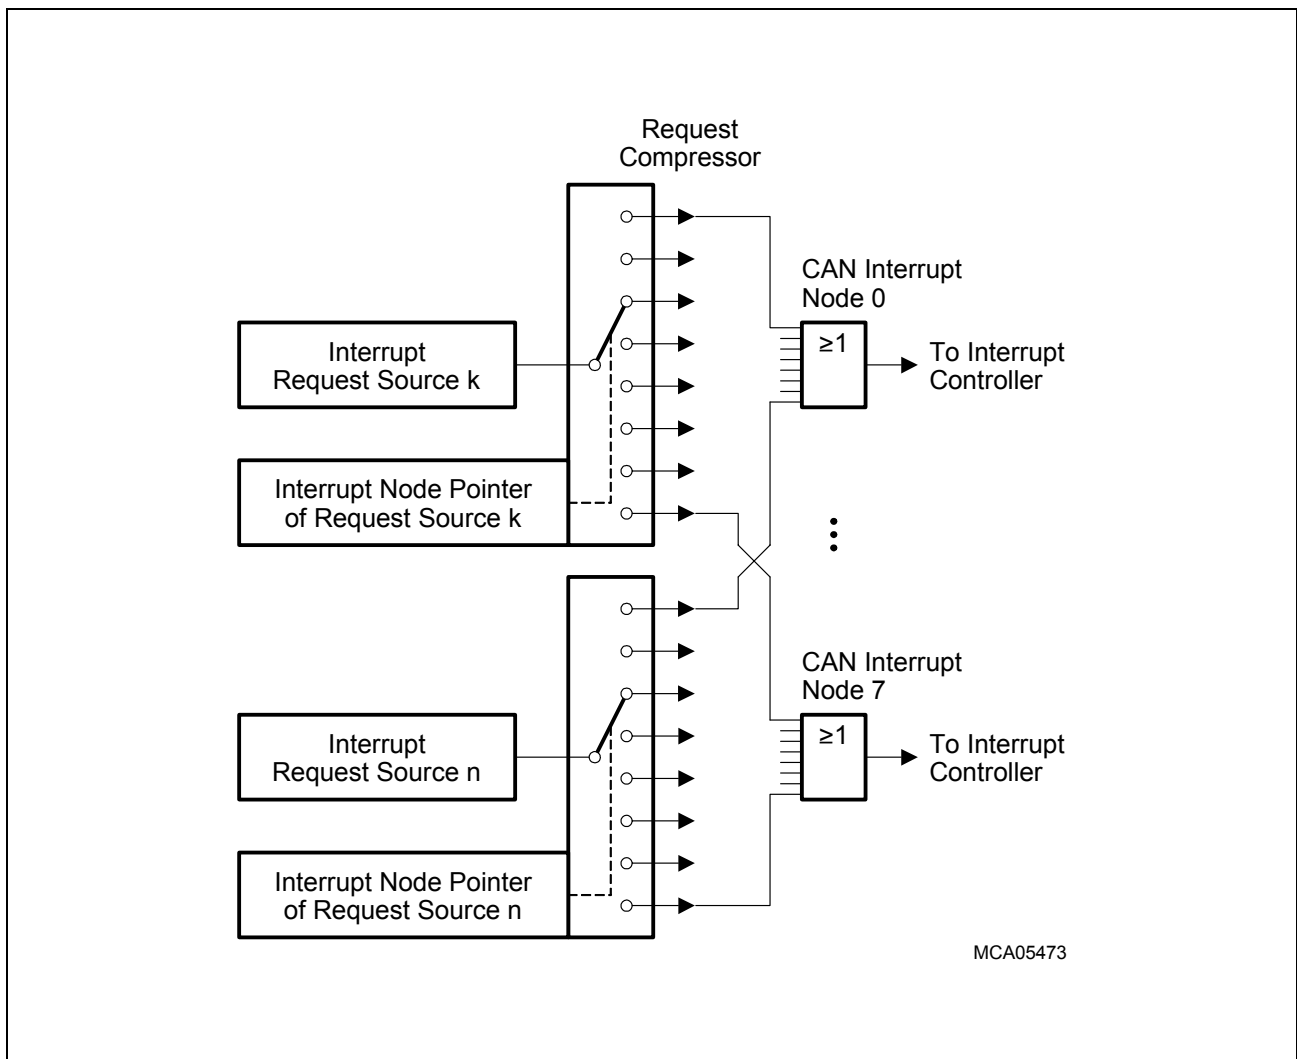 Request
Compressor
CAN Interrupt
Node 0
Interrupt
Request Source k
≥1
To Interrupt
Controller
Interrupt Node Pointer
of Request Source k
CAN Interrupt
Node 7
Interrupt
Request Source n
≥1
To Interrupt
Controller
Interrupt Node Pointer
of Request Source n
MCA05473